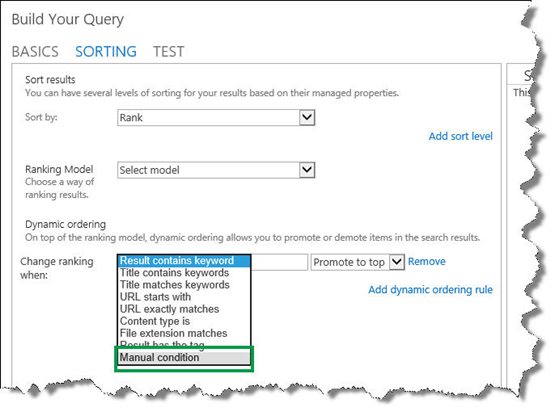 Build Your Query
BASICS SORTING TEST
Sort results
You can have several levels of sorting for your results based on their managed properties.
Sort by: Rank
Add sort level
Ranking Model Select model
Choose a way of
ranking results.
Dynamic ordering
On top of the ranking model, dynamic ordering allows you to promote or demote items in the search results.
Change ranking when: Result contains keyword Promote to top Remove
Title contains keywords
Title matches keywords
Add dynamic ordering rule
URL starts with
URL exactly matches
Content type is
File extension matches
Result has the tag
Manual condition
S
This